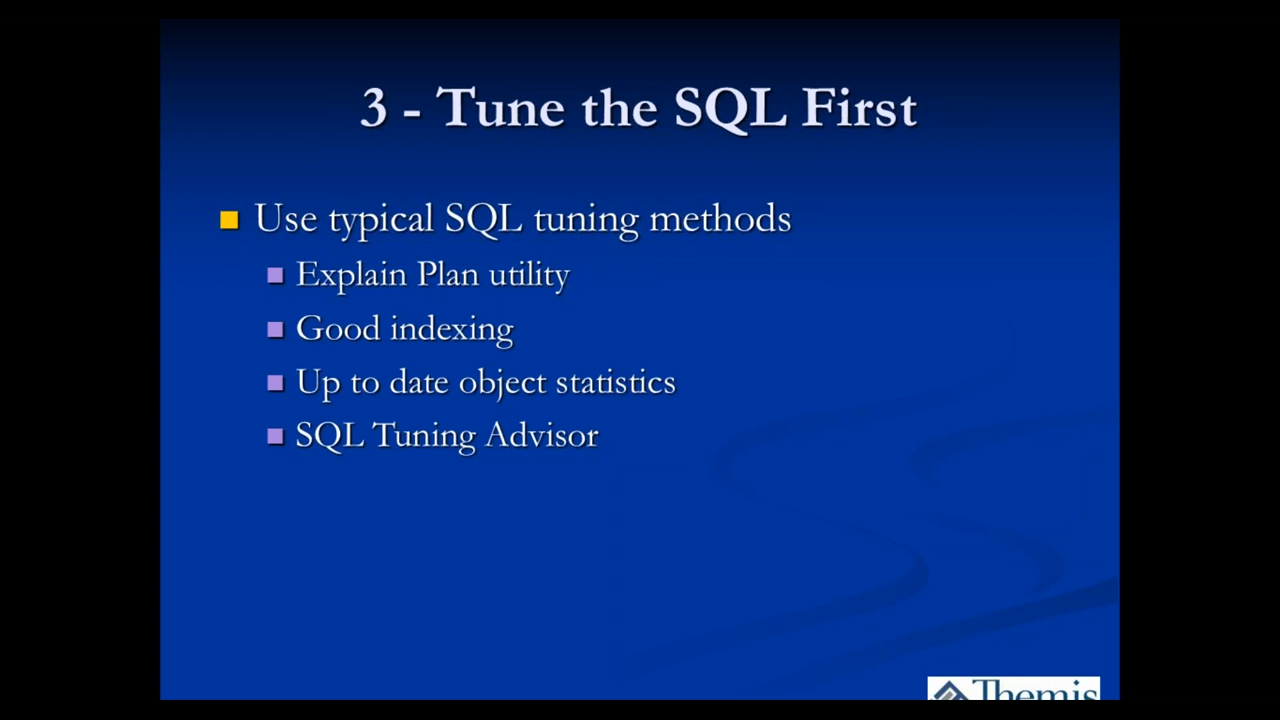 3 - Tune the SQL First
Use typical SQL tuning methods
Explain Plan utility
Good indexing
Up to date object statistics
SQL Tuning Advisor
Themis